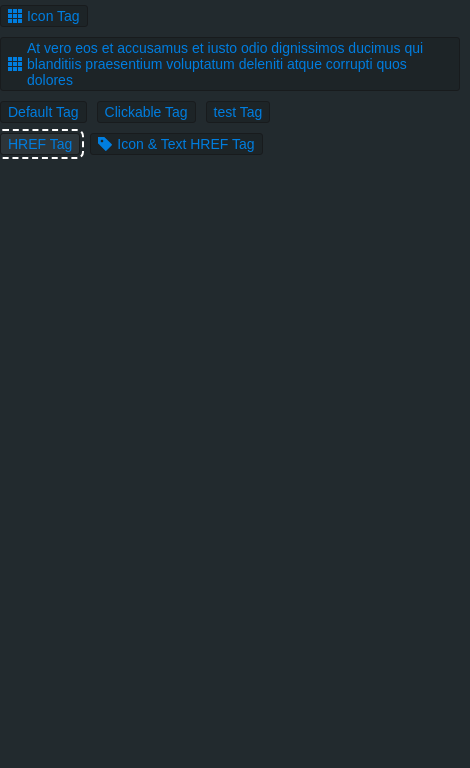 Icon Tag
At vero eos et accusamus et iusto odio dignissimos ducimus qui
blanditiis praesentium voluptatum deleniti atque corrupti quos
dolores
Default Tag Clickable Tag test Tag
HREF Tag Icon & Text HREF Tag